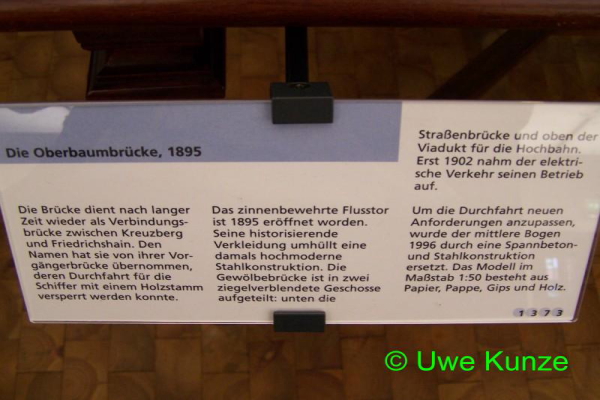 Die Oberbaumbrücke, 1895
Die Brücke dient nach langer
Zeit wieder als Verbindungs-
brücke zwischen Kreuzberg
und Friedrichshain. Den
Namen hat sie von ihrer Vor-
gängerbrücke übernommen,
deren Durchfahrt für die
Schiffer mit einem Holzstamm
versperrt werden konnte.
Das zinnenbewehrte Flusstor
ist 1895 eröffnet worden.
Seine historisierende
Verkleidung umhüllt eine
damals hochmoderne
Stahlkonstruktion. Die
Gewölbebrücke ist in zwei
ziegelverblendete Geschosse
aufgeteilt: unten die
Straßenbrücke und oben der
Viadukt für die Hochbahn.
Erst 1902 nahm der elektri-
sche Verkehr seinen Betrieb
auf.
Um die Durchfahrt neuen
Anforderungen anzupassen,
wurde der mittlere Bogen
1996 durch eine Spannbeton-
und Stahlkonstruktion
ersetzt. Das Modell im
Maßstab 1:50 besteht aus
Papier, Pappe, Gips und Holz.
1373
© Uwe Kunze